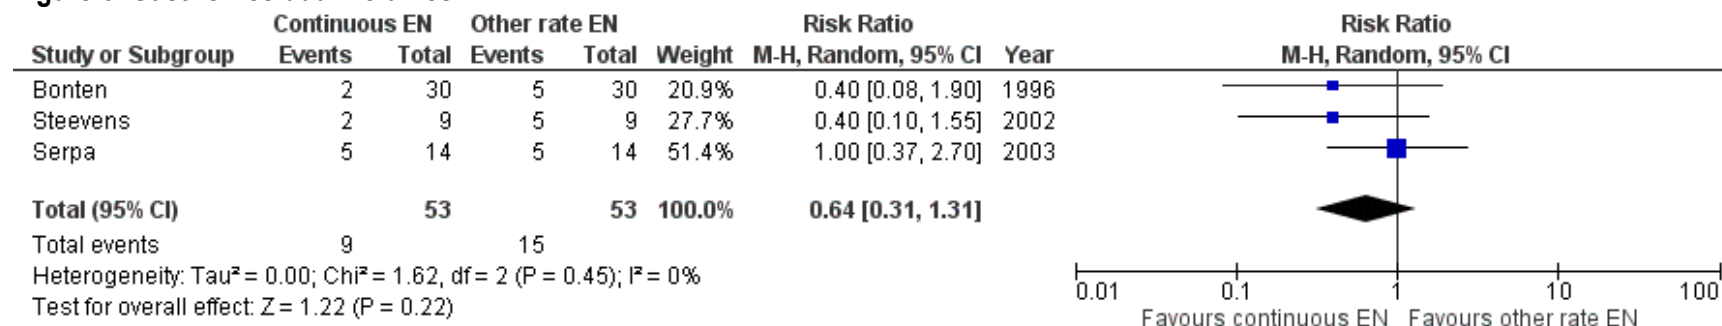 Continuous EN Other rate EN Risk Ratio Risk Ratio
Study or Subgroup Events Total Events Total Weight M-H, Random, 95% CI Year M-H, Random, 95% CI
Bonten 2 30 5 30 20.9% 0.40 [0.08, 1.90] 1996
Steevens 2 9 5 9 27.7% 0.40 [0.10, 1.55] 2002
Serpa 5 14 5 14 51.4% 1.00 [0.37, 2.70] 2003
Total (95% CI) 53 53 100.0% 0.64 [0.31, 1.31]
Total events 9 15
Heterogeneity: Tau² = 0.00; Chi² = 1.62, df = 2 (P = 0.45); I² = 0%
Test for overall effect: Z = 1.22 (P = 0.22)
0.01 0.1 1 10 100
Favours continuous EN Favours other rate EN